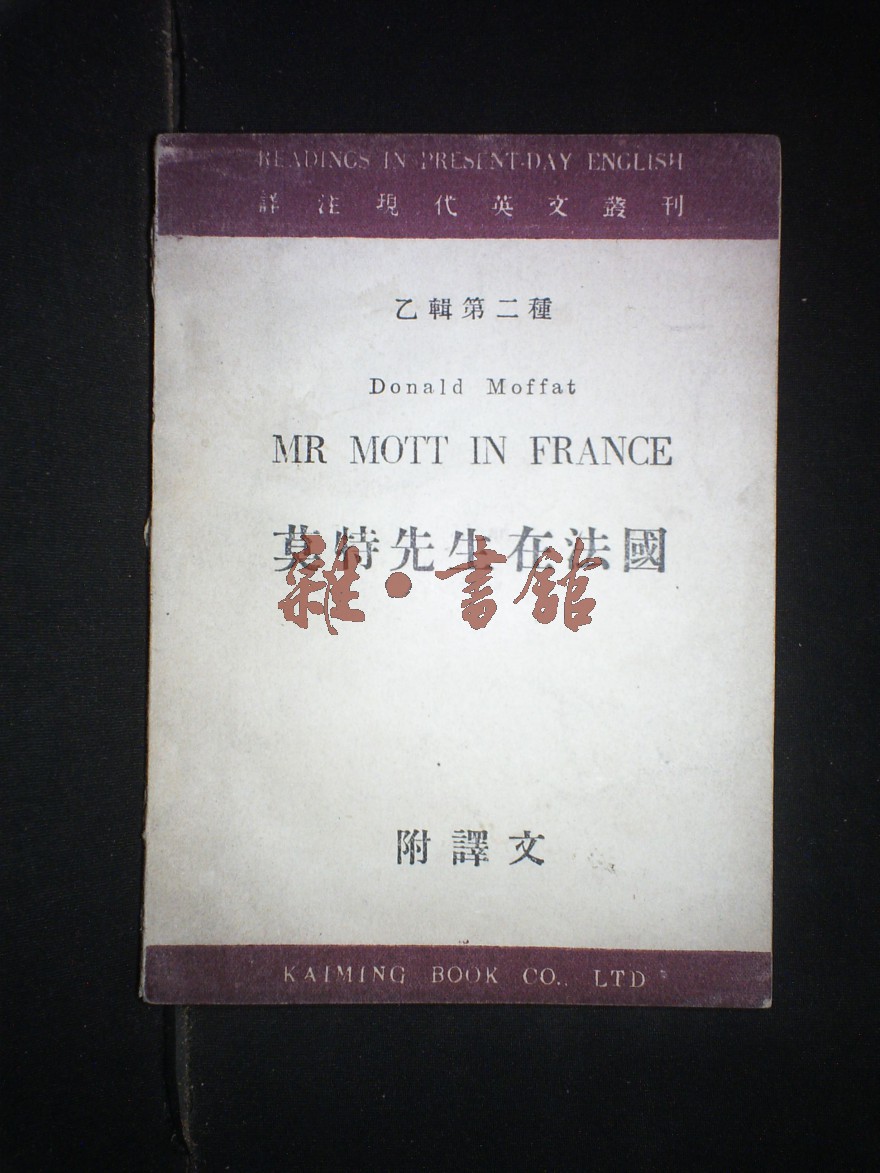 READINGS IN PRESENT-DAY ENGLISH
詳注現代英文叢刊
乙輯第二種
Donald Moffat
MR MOTT IN FRANCE
莫特先生在法國
雜·書館
附譯文
KAIMING BOOK CO., LTD